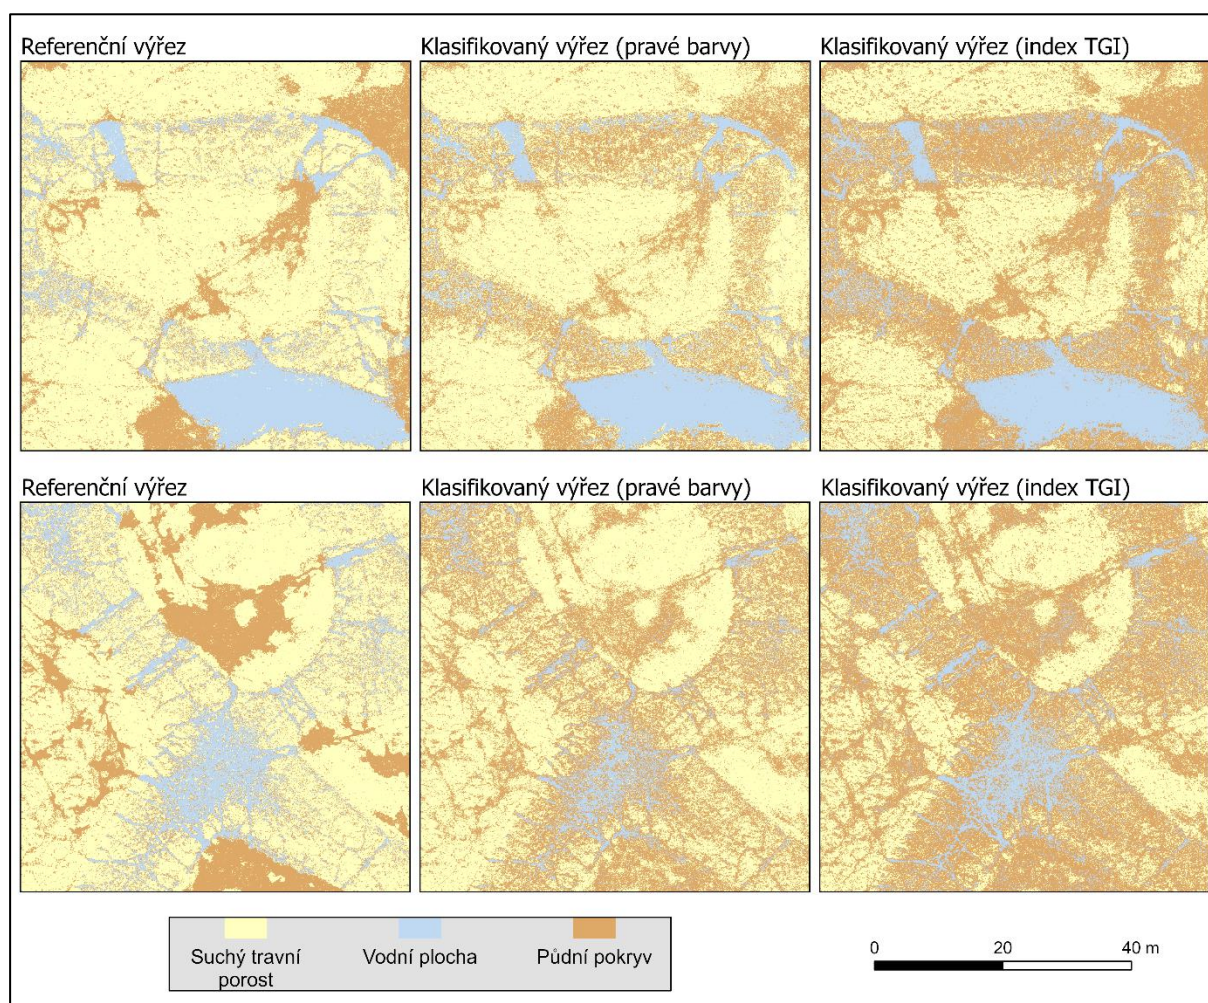 Referenční výřez
Klasifikovaný výřez (pravé barvy)
Klasifikovaný výřez (index TGI)
Referenční výřez
Klasifikovaný výřez (pravé barvy)
Klasifikovaný výřez (index TGI)
Suchý travní
porost
Vodní plocha
Půdní pokryv
0 20 40 m